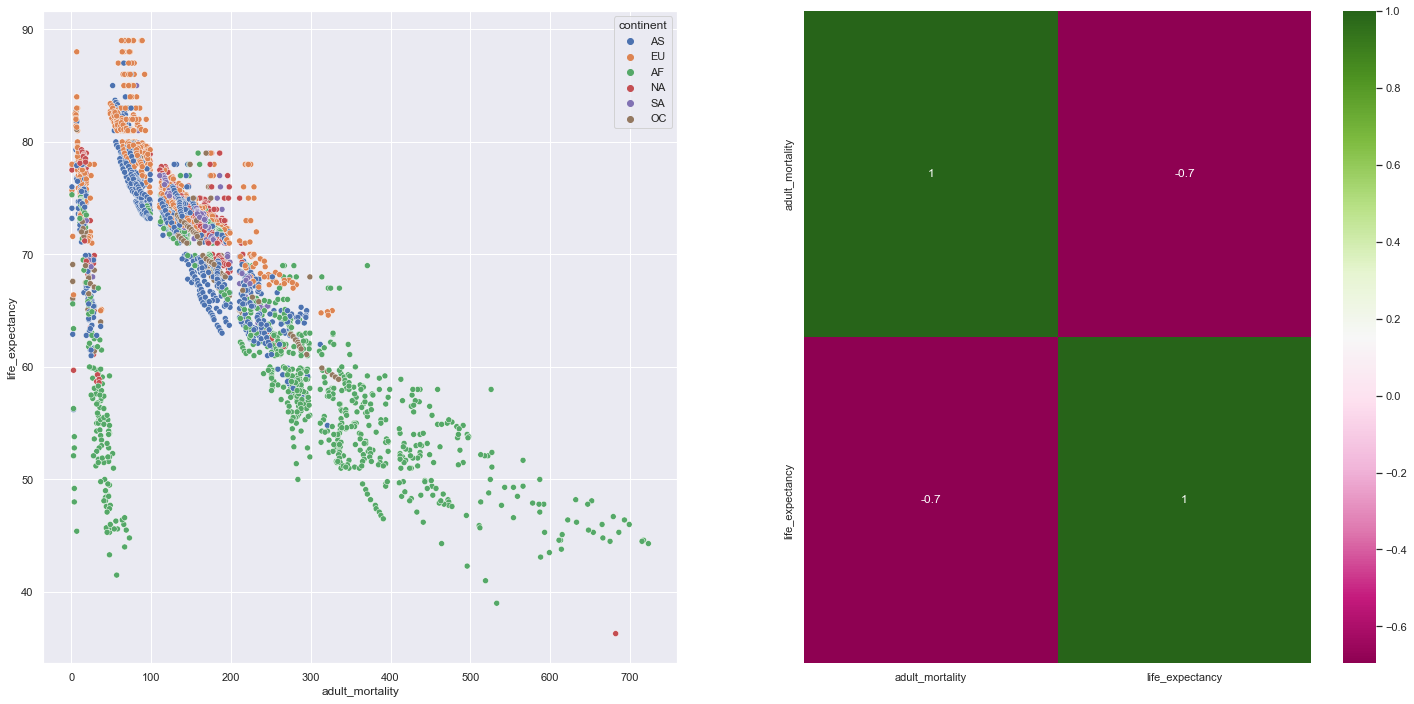 continent
AS
EU
AF
NA
SA
OC
90
80
70
60
50
40
life_expectancy
0 100 200 300 400 500 600 700
adult_mortality
adult_mortality
life_expectancy
1
-0.7
-0.7
1
adult_mortality
life_expectancy
1.0
0.8
0.6
0.4
0.2
0.0
−0.2
−0.4
−0.6